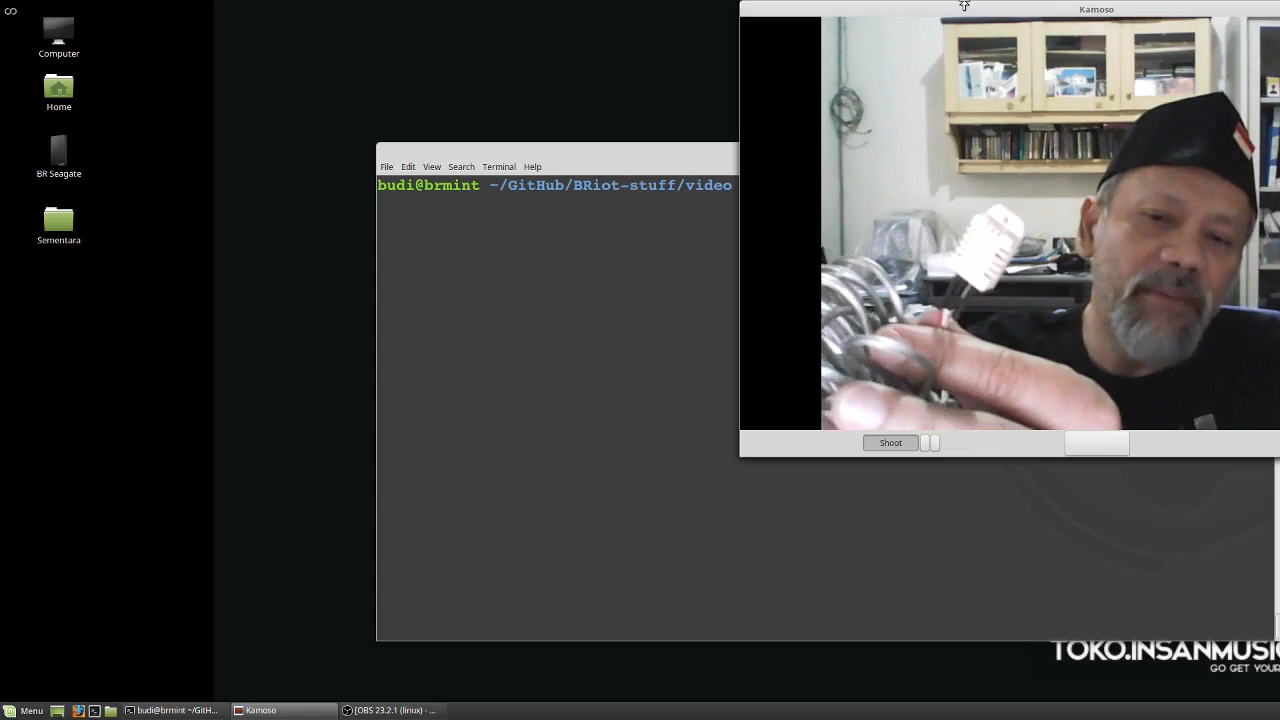 Computer
Home
BR Seagate
Sementara
Kamoso
File Edit View Search Terminal Help
budi@brmint ~/GitHub/BRiot-stuff/video
Shoot
TOKO.INSANMUSIC
GO GET YOUR
Menu
budi@brmint ~/GitH...
Kamoso
[OBS 23.2.1 (linux) - ...